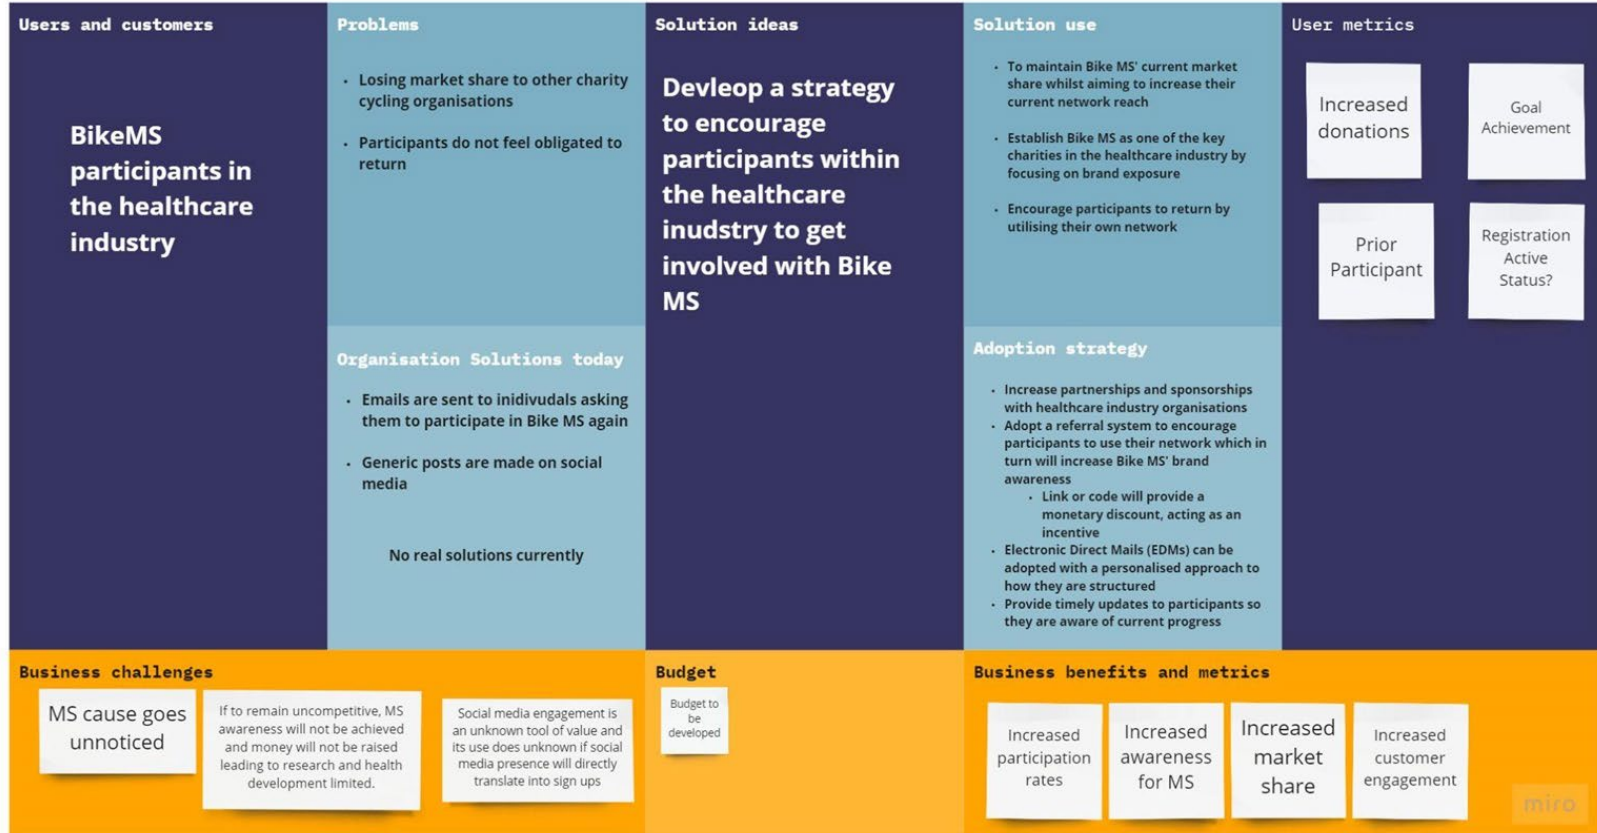 Users and customers
BikeMS
participants in
the healthcare
industry
Problems
· Losing market share to other charity
cycling organisations
· Participants do not feel obligated to
return
Organisation Solutions today
· Emails are sent to inidivudals asking
them to participate in Bike MS again
· Generic posts are made on social
media
No real solutions currently
Solution ideas
Devleop a strategy
to encourage
participants within
the healthcare
inudstry to get
involved with Bike
MS
Solution use
· To maintain Bike MS' current market
share whilst aiming to increase their
current network reach
· Establish Bike MS as one of the key
charities in the healthcare industry by
focusing on brand exposure
· Encourage participants to return by
utilising their own network
Adoption strategy
· Increase partnerships and sponsorships
with healthcare industry organisations
· Adopt a referral system to encourage
participants to use their network which in
turn will increase Bike MS' brand
awareness
· Link or code will provide a
monetary discount, acting as an
incentive
· Electronic Direct Mails (EDMs) can be
adopted with a personalised approach to
how they are structured
· Provide timely updates to participants so
they are aware of current progress
User metrics
Increased
donations
Goal
Achievement
Prior
Participant
Registration
Active
Status?
Business challenges
MS cause goes
unnoticed
If to remain uncompetitive, MS
awareness will not be achieved
and money will not be raised
leading to research and health
development limited.
Social media engagement is
an unknown tool of value and
its use does unknown if social
media presence will directly
translate into sign ups
Budget
Budget to
be
developed
Business benefits and metrics
Increased
participation
rates
Increased
awareness
for MS
Increased
market
share
Increased
customer
engagement
miro